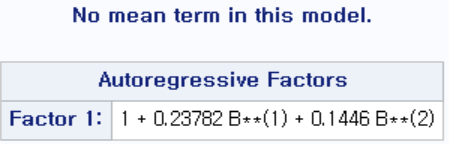 No mean term in this model.
Autoregressive Factors
Factor 1: 1 + 0.23782 B**(1) + 0.1446 B**(2)